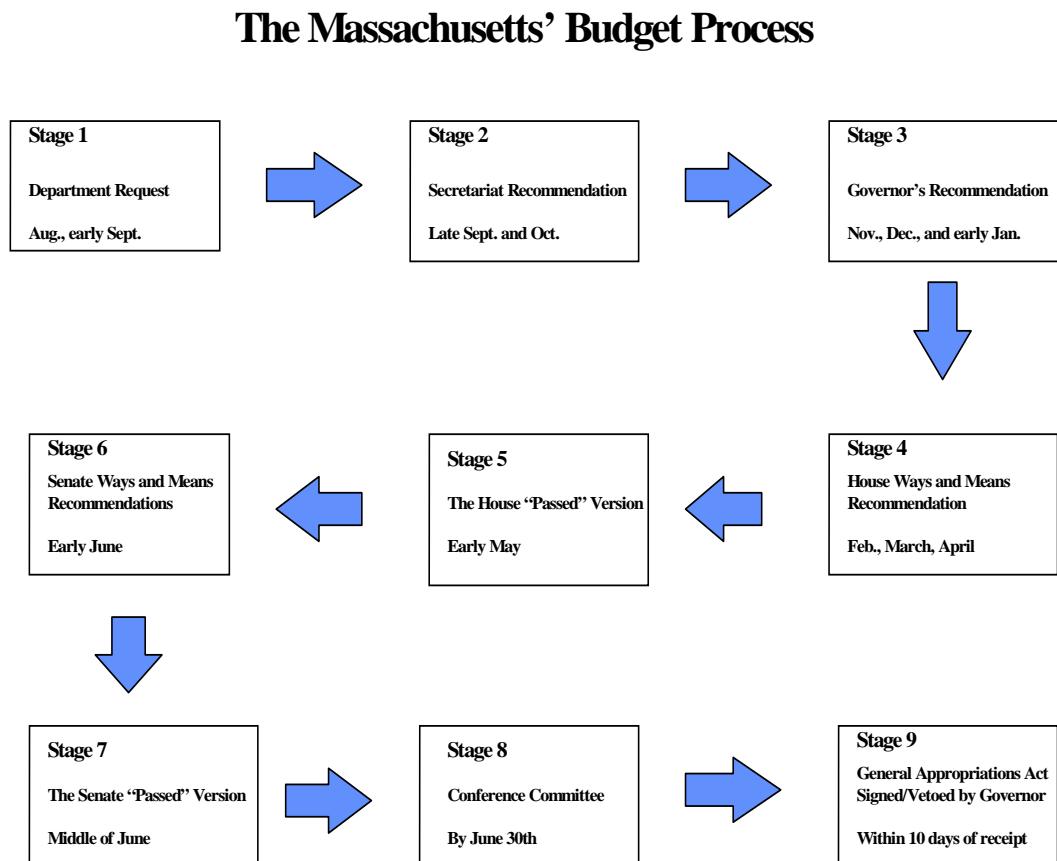 The Massachusetts’ Budget Process
Stage 1
Department Request
Aug., early Sept.
Stage 2
Secretariat Recommendation
Late Sept. and Oct.
Stage 3
Governor’s Recommendation
Nov., Dec., and early Jan.
Stage 4
House Ways and Means
Recommendation
Feb., March, April
Stage 5
The House “Passed” Version
Early May
Stage 6
Senate Ways and Means
Recommendations
Early June
Stage 7
The Senate “Passed” Version
Middle of June
Stage 8
Conference Committee
By June 30th
Stage 9
General Appropriations Act
Signed/Vetoed by Governor
Within 10 days of receipt